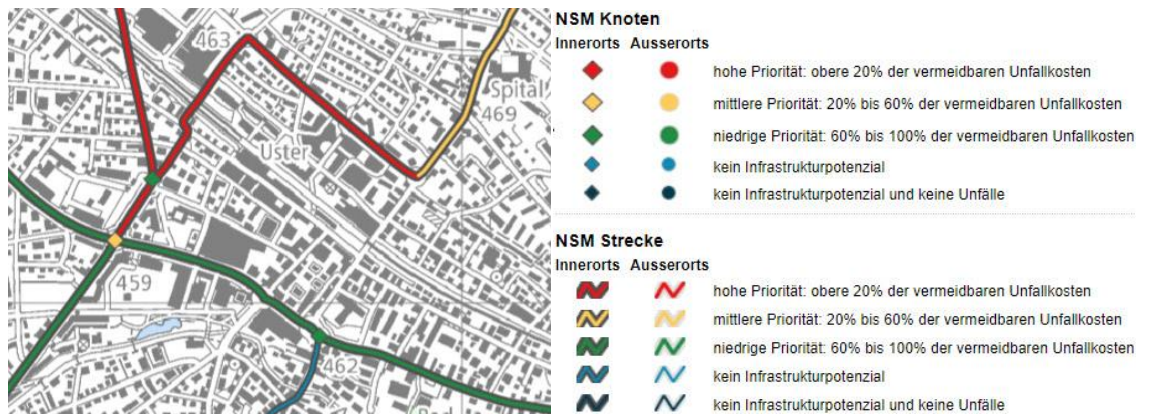 463
Spital
469
Uster
459
462
NSM Knoten
Innerorts Ausserorts
hohe Priorität: obere 20% der vermeidbaren Unfallkosten
mittlere Priorität: 20% bis 60% der vermeidbaren Unfallkosten
niedrige Priorität: 60% bis 100% der vermeidbaren Unfallkosten
kein Infrastrukturpotenzial
kein Infrastrukturpotenzial und keine Unfälle
NSM Strecke
Innerorts Ausserorts
hohe Priorität: obere 20% der vermeidbaren Unfallkosten
mittlere Priorität: 20% bis 60% der vermeidbaren Unfallkosten
niedrige Priorität: 60% bis 100% der vermeidbaren Unfallkosten
kein Infrastrukturpotenzial
kein Infrastrukturpotenzial und keine Unfälle